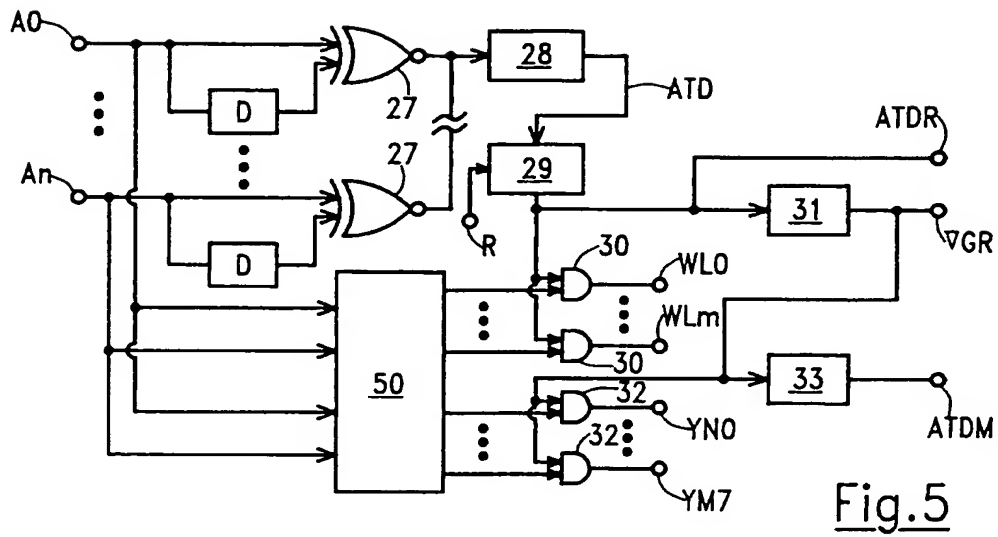 A0
27
28
ATD
D
ATDR
An
27
29
31
R
∇GR
D
30
WL0
WLm
30
50
33
32
YN0
ATDM
32
YM7
Fig.5